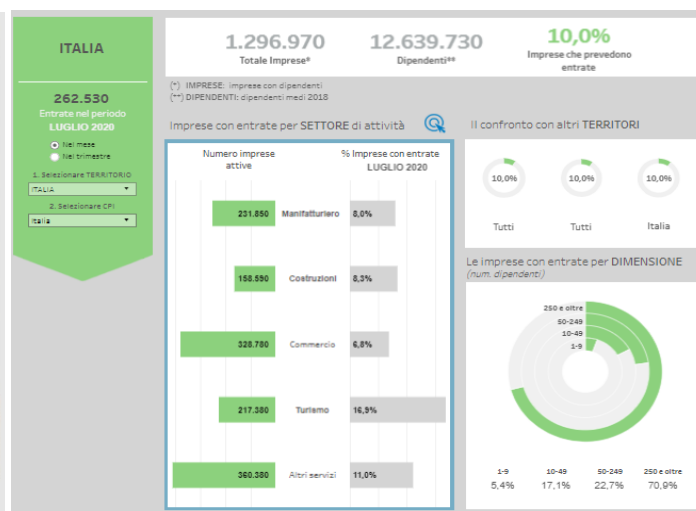 ITALIA
262.530
Entrate nel periodo
LUGLIO 2020
Nel mese
Nel trimestre
1. Selezionare TERRITORIO
ITALIA
2. Selezionare CPI
Italia
1.296.970
Totale Imprese*
12.639.730
Dipendenti**
10,0%
Imprese che prevedono
entrate
(*) IMPRESE: imprese con dipendenti
(**) DIPENDENTI: dipendenti medi 2018
Imprese con entrate per SETTORE di attività
Numero imprese
attive
% Imprese con entrate
LUGLIO 2020
231.850 Manifatturiero 8,0%
158.590 Costruzioni 8,3%
328.780 Commercio 6,8%
217.380 Turismo 16,9%
360.380 Altri servizi 11,0%
Il confronto con altri TERRITORI
10,0% 10,0% 10,0%
Tutti Tutti Italia
Le imprese con entrate per DIMENSIONE
(num. dipendenti)
250 e oltre
50-249
10-49
1-9
1-9 10-49 50-249 250 e oltre
5,4% 17,1% 22,7% 70,9%